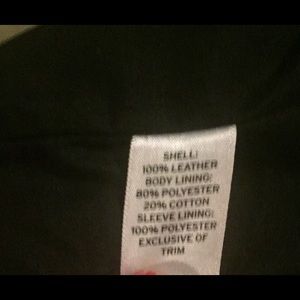 SHELL:
100% LEATHER
BODY LINING:
80% POLYESTER
20% COTTON
SLEEVE LINING:
100% POLYESTER
EXCLUSIVE OF
TRIM